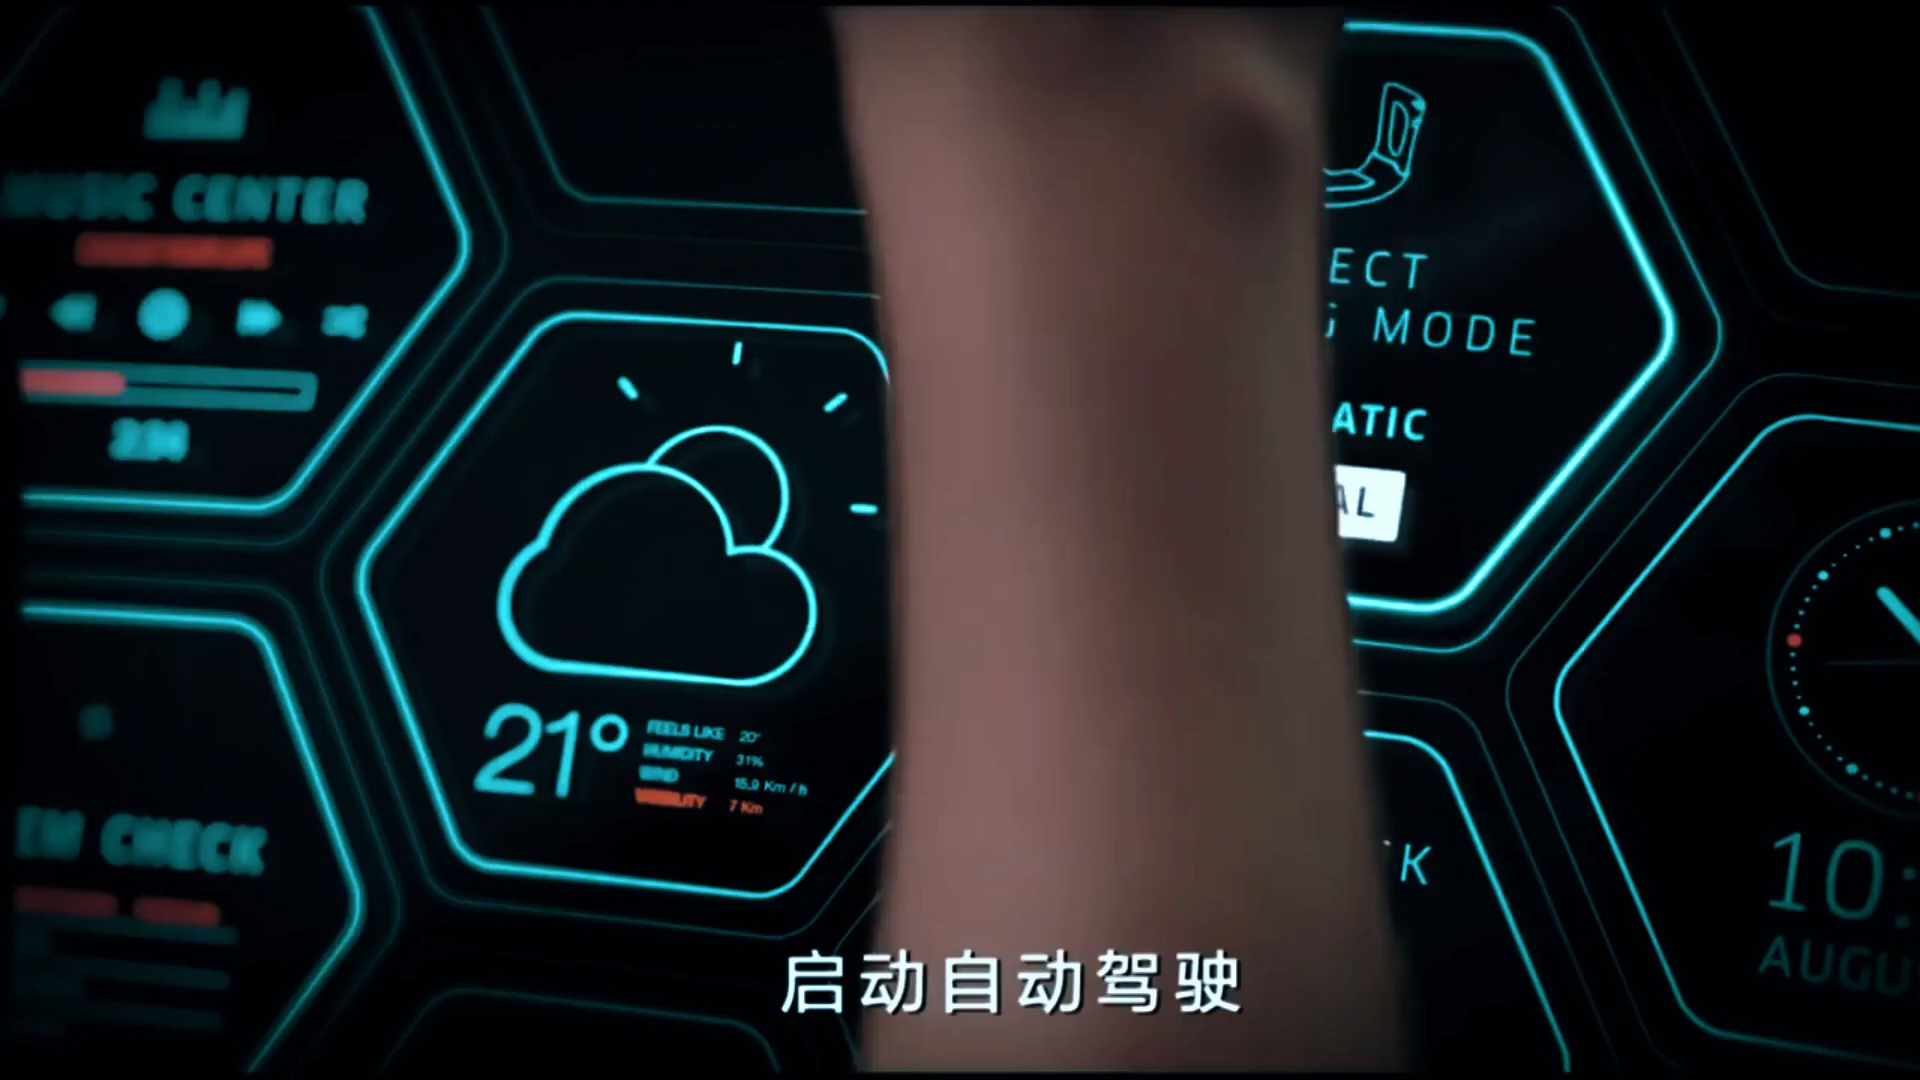 MUSIC CENTER
ECT
G MODE
ATIC
AL
21°
FEELS LIKE 20°
HUMIDITY 31%
WIND 15,9 Km / h
VISIBILITY 7 Km
EM CHECK
K
10:
AUGU
启动自动驾驶